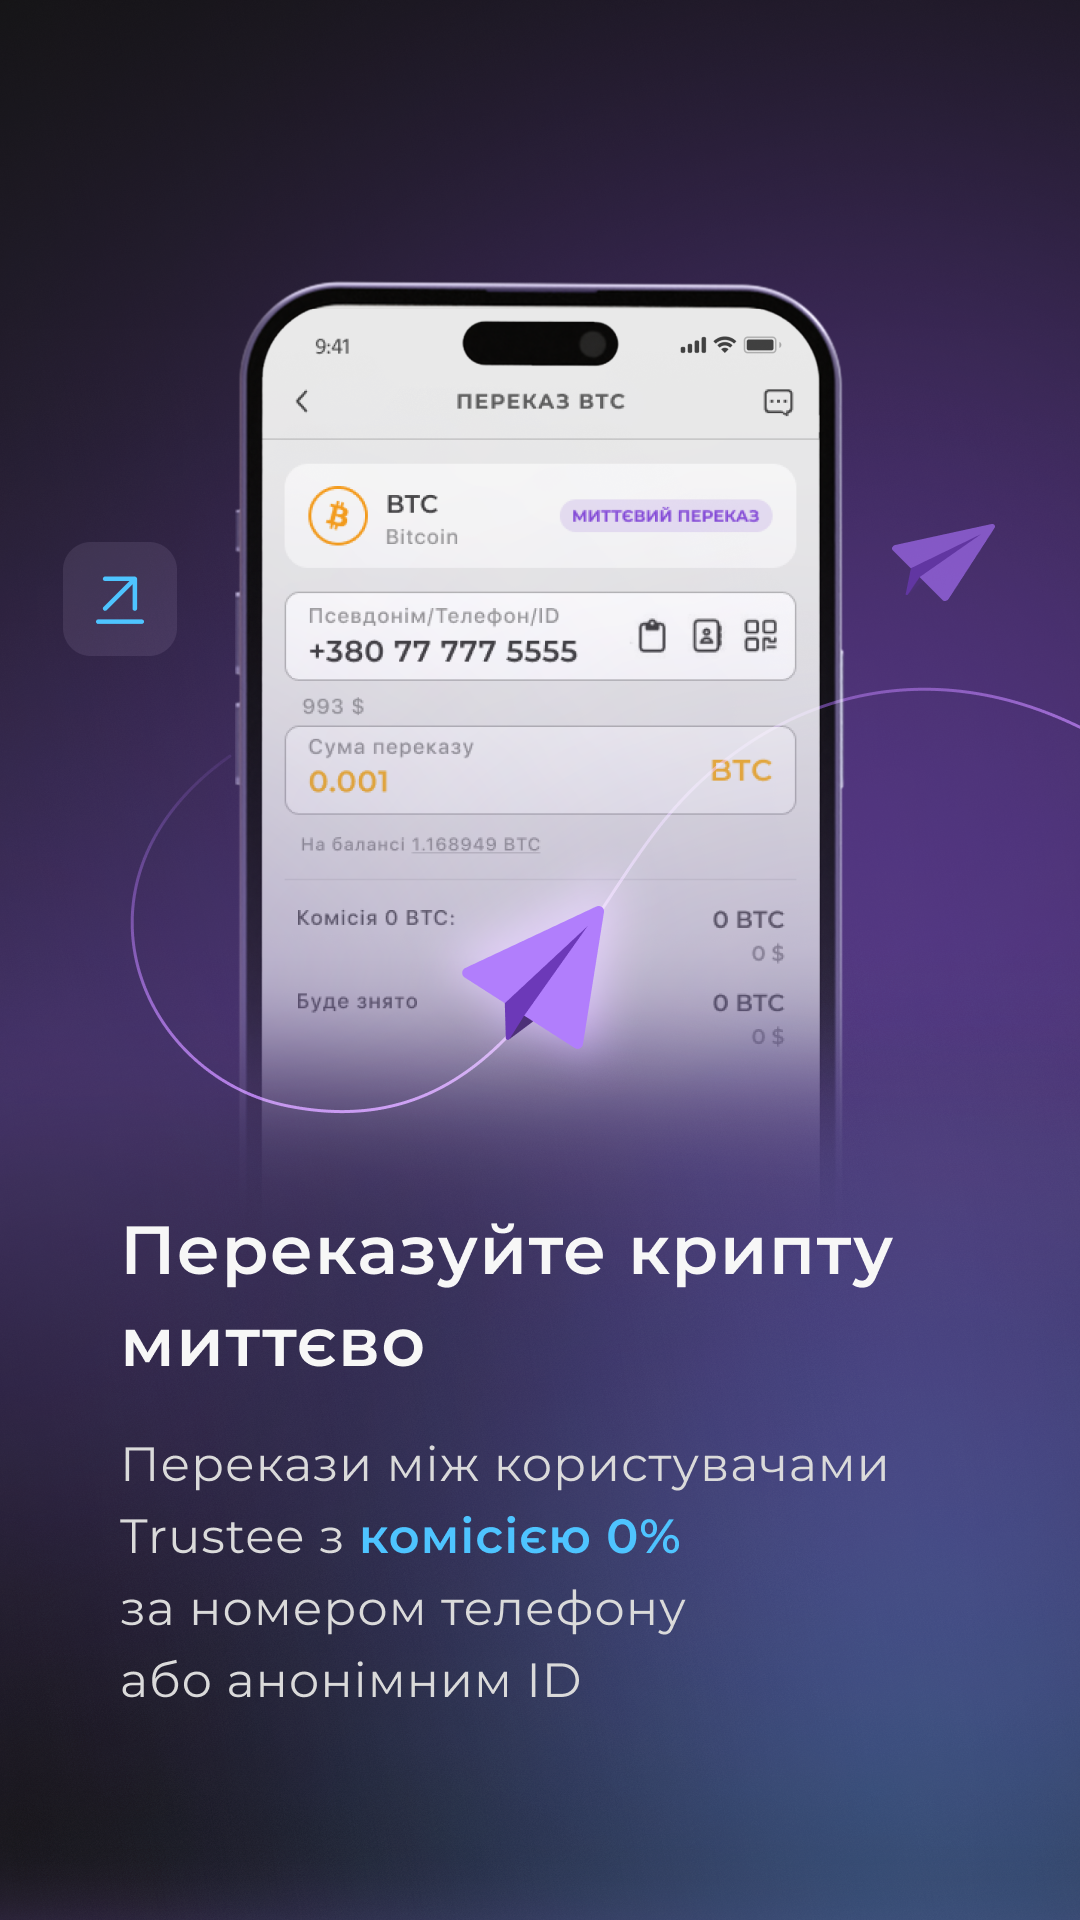 9:41
ПЕРЕКАЗ BTC
BTC
Bitcoin
МИТТЄВИЙ ПЕРЕКАЗ
Псевдонім/Телефон/ID
+380 77 777 5555
993 $
Сума переказу
0.001
BTC
На балансі 1.168949 BTC
Комісія 0 BTC:
0 BTC
0 $
Буде знято
0 BTC
0 $
Переказуйте крипту
миттєво
Перекази між користувачами
Trustee з комісією 0%
за номером телефону
або анонімним ID